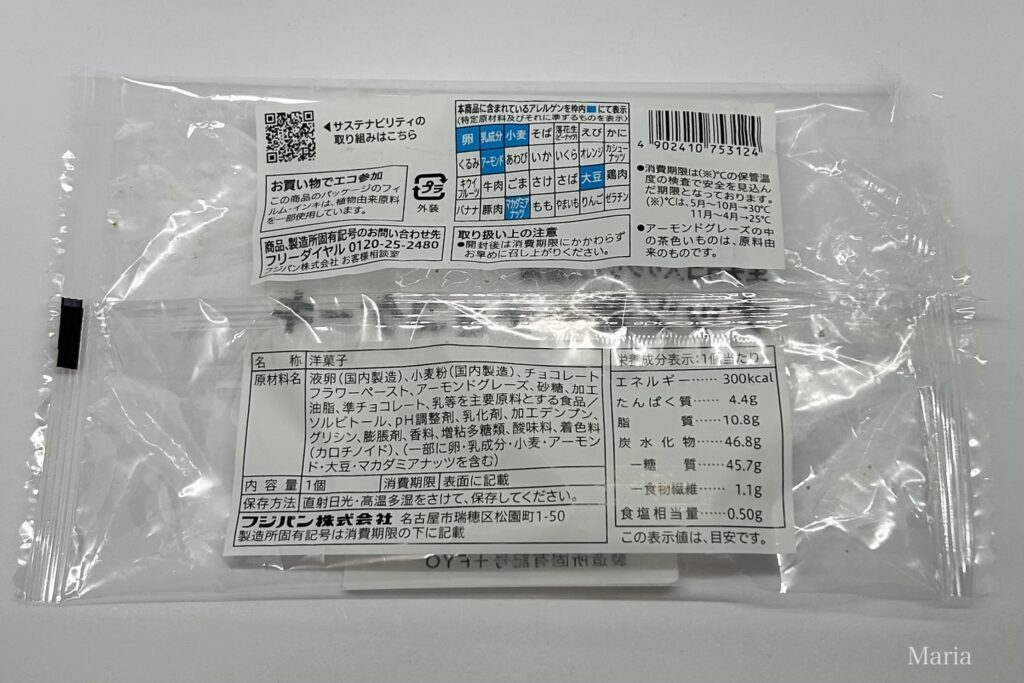 ◀サステナビリティの
取り組みはこちら
お買い物でエコ参加
この商品のパッケージのフィ
ルム・インキは、植物由来原料
を一部使用しています。
プラ
外装
商品、製造所固有記号のお問い合わせ先
フリーダイヤル 0120-25-2480
フジパン株式会社 お客様相談室
本商品に含まれているアレルゲンを枠内■にて表示
(特定原材料及びそれに準ずるものを表示)
卵 乳成分 小麦 そば 落花生(ピーナッツ) えび かに
くるみ アーモンド あわび いか いくら オレンジ カシューナッツ
キウイフルーツ 牛肉 ごま さけ さば 大豆 鶏肉
バナナ 豚肉 マカダミアナッツ もも やまいも りんご ゼラチン
取り扱い上の注意
●開封後は消費期限にかかわらず
お早めに召し上がりください。
4 902410 753124
●消費期限は(※)℃の保管温
度の検査で安全を見込ん
だ期限となっております。
(※)℃は、5月〜10月→30℃
11月〜4月→25℃
●アーモンドグレーズの中
の茶色いものは、原料由
来のものです。
名 称 洋菓子
原材料名 液卵(国内製造)、小麦粉(国内製造)、チョコレート
フラワーペースト、アーモンドグレーズ、砂糖、加工
油脂、準チョコレート、乳等を主要原料とする食品/
ソルビトール、pH調整剤、乳化剤、加工デンプン、
グリシン、膨脹剤、香料、増粘多糖類、酸味料、着色料
(カロチノイド)、(一部に卵・乳成分・小麦・アーモン
ド・大豆・マカダミアナッツを含む)
内容量 1個 消費期限 表面に記載
保存方法 直射日光・高温多湿をさけて、保存してください。
フジパン株式会社 名古屋市瑞穂区松園町1-50
製造所固有記号は消費期限の下に記載
栄養成分表示:1個当たり
エネルギー……300kcal
たんぱく質…… 4.4g
脂 質……10.8g
炭水化物……46.8g
―糖 質……45.7g
―食物繊維…… 1.1g
食塩相当量……0.50g
この表示値は、目安です。
製造所固有記号 +FYO
Maria